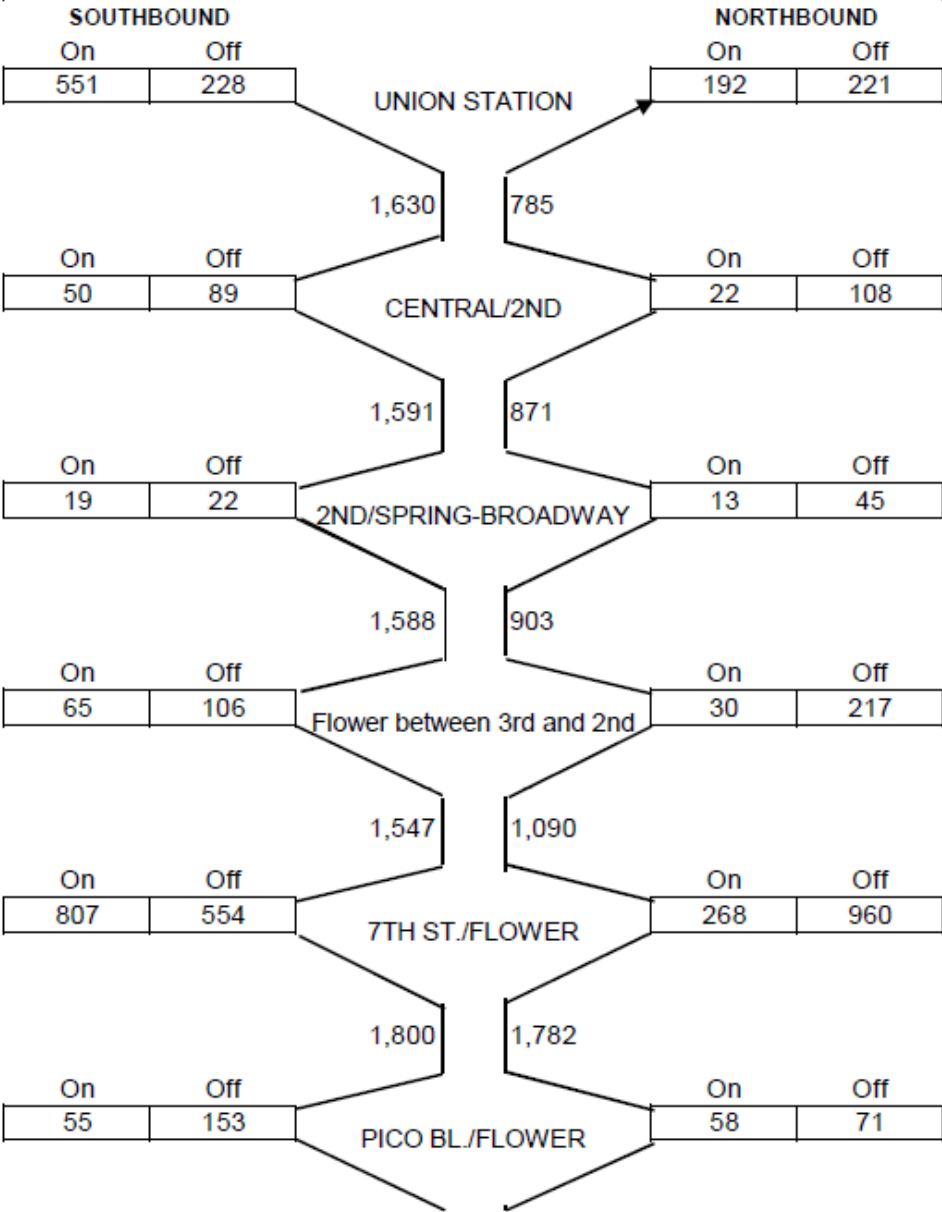 SOUTHBOUND NORTHBOUND
On Off On Off
551 228 192 221
UNION STATION
1,630 785
On Off On Off
50 89 22 108
CENTRAL/2ND
1,591 871
On Off On Off
19 22 13 45
2ND/SPRING-BROADWAY
1,588 903
On Off On Off
65 106 30 217
Flower between 3rd and 2nd
1,547 1,090
On Off On Off
807 554 268 960
7TH ST./FLOWER
1,800 1,782
On Off On Off
55 153 58 71
PICO BL./FLOWER